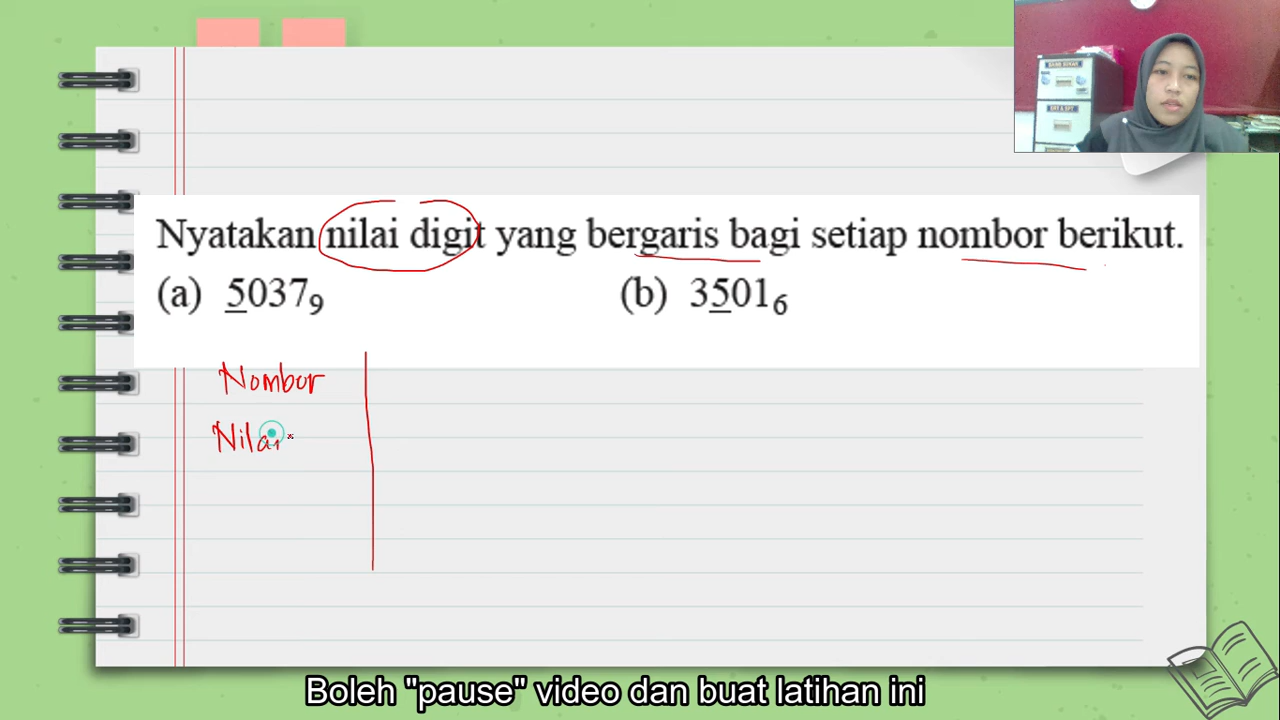 Nyatakan nilai digit yang bergaris bagi setiap nombor berikut.
(a) 5037₉ (b) 3501₆
Nombor
Nilai
Boleh "pause" video dan buat latihan ini